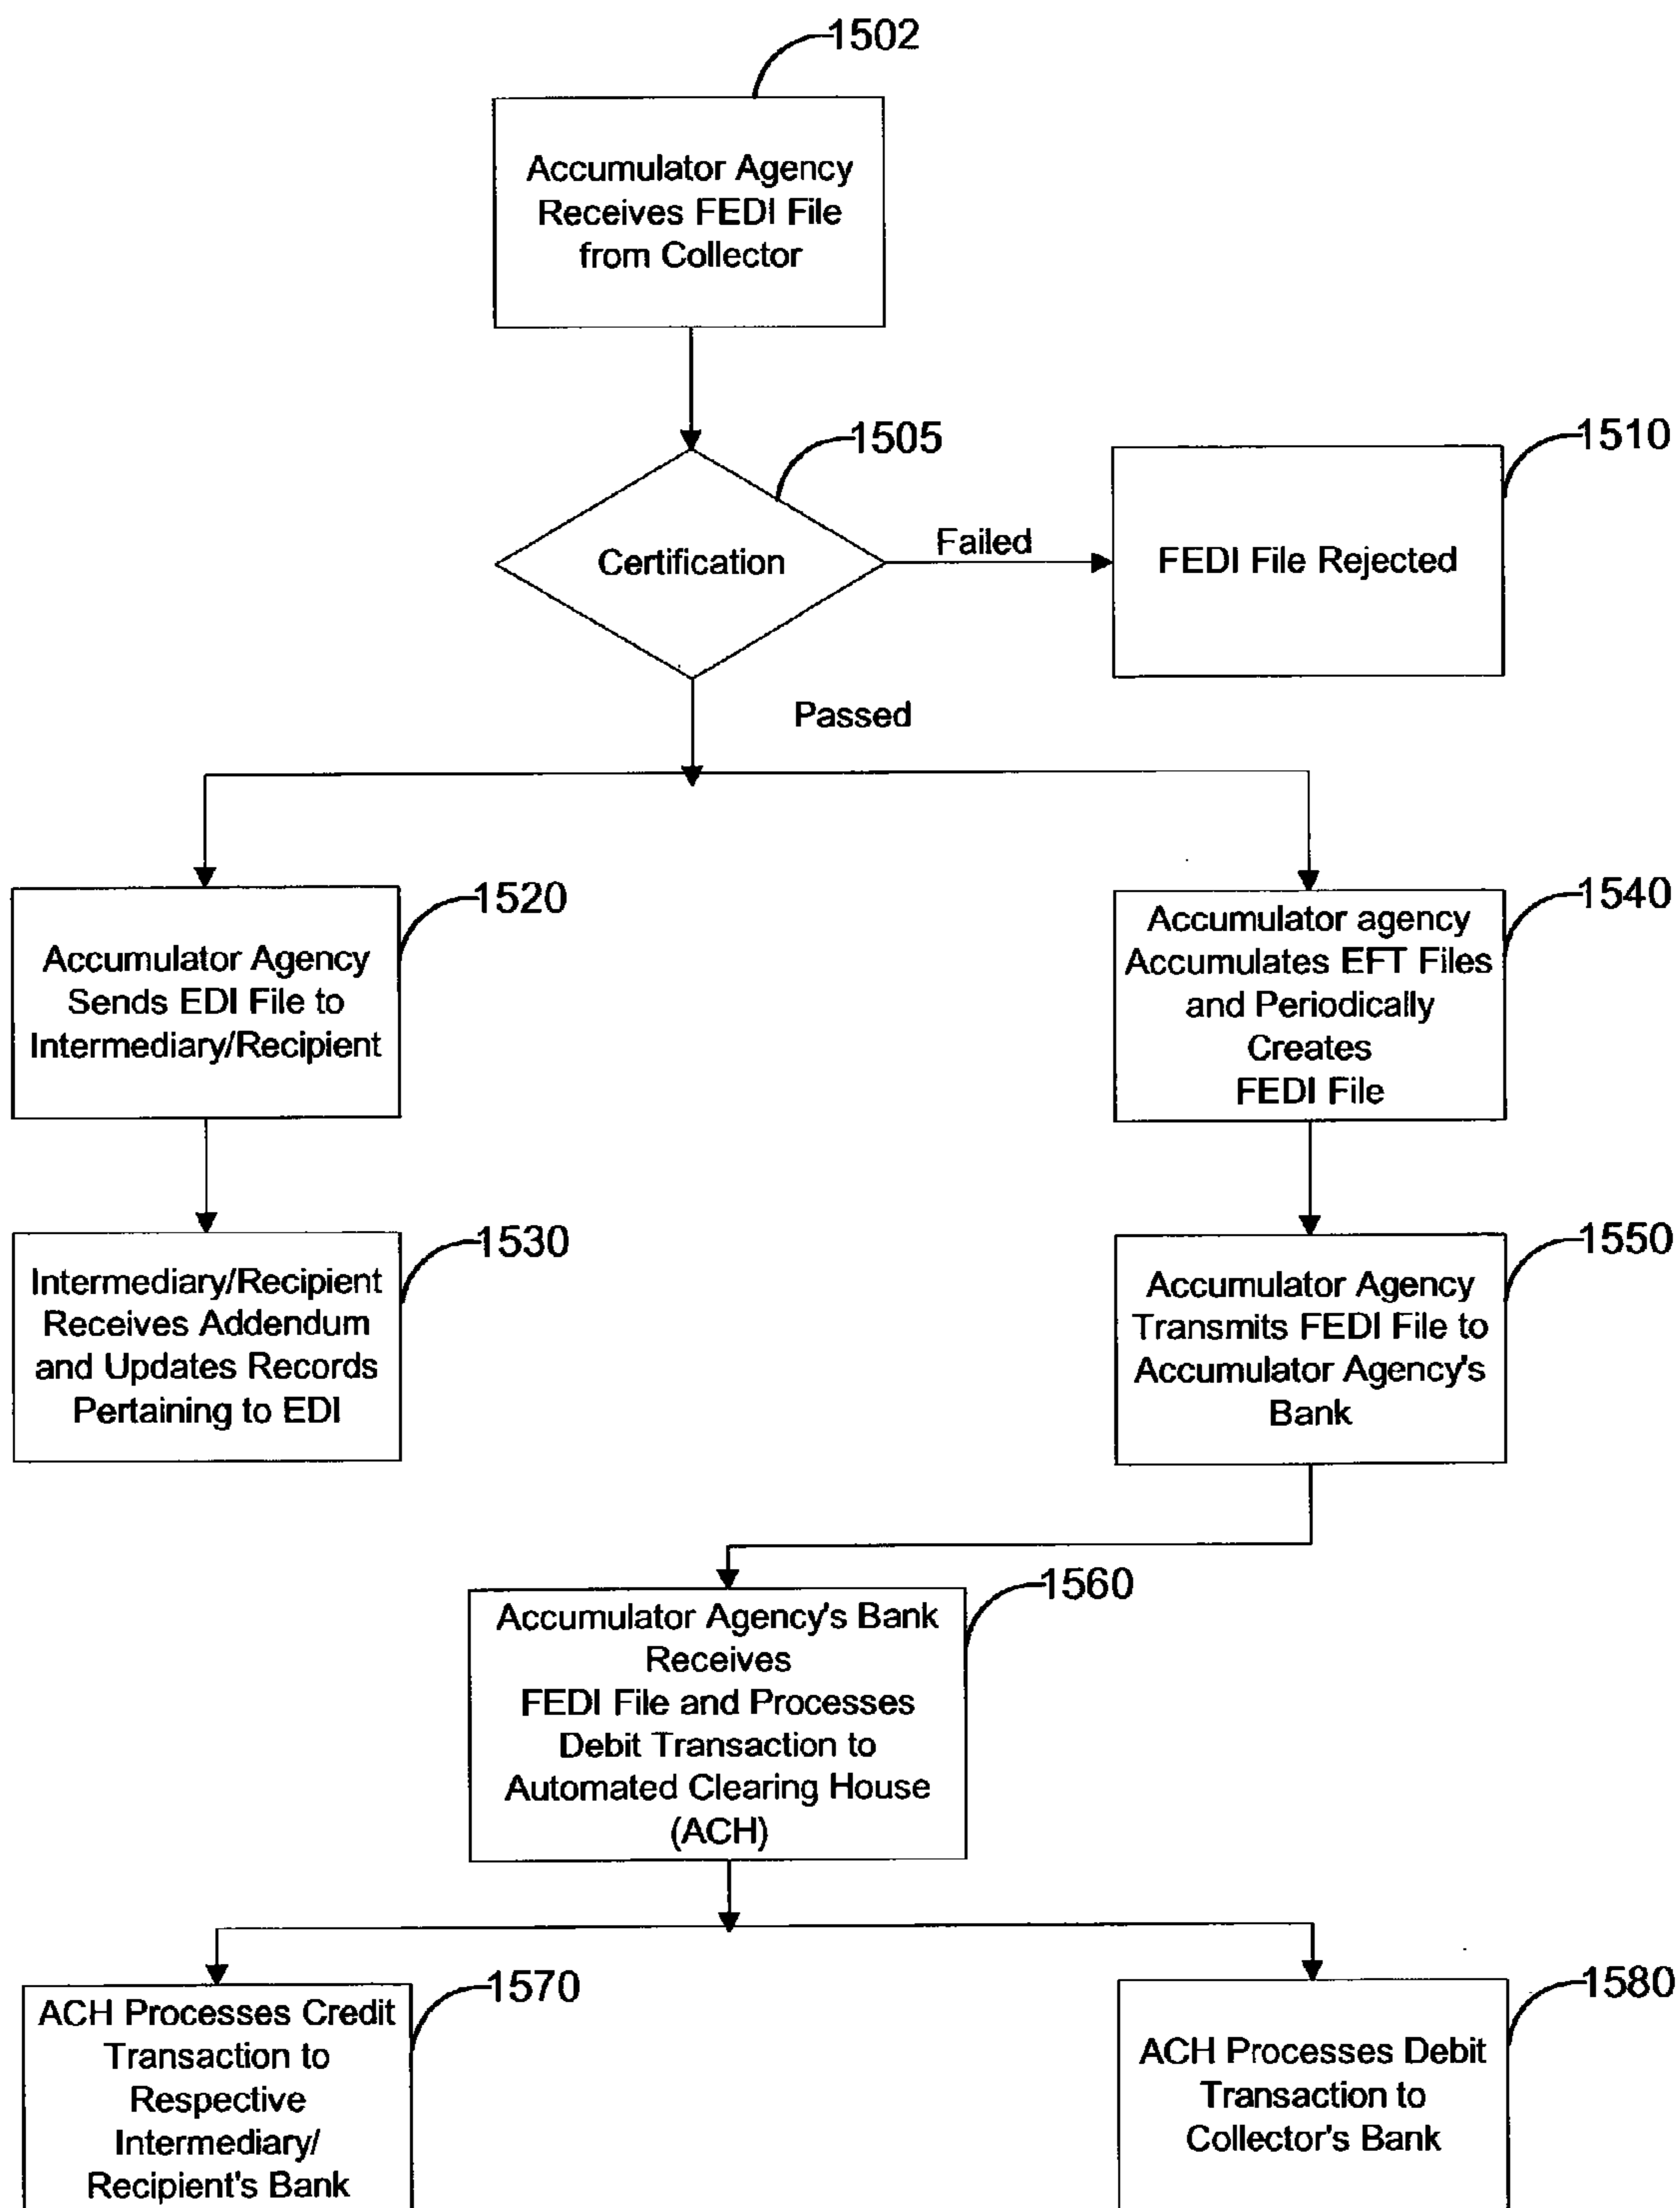 1502
Accumulator Agency
Receives FEDI File
from Collector
1505
Certification
Failed
1510
FEDI File Rejected
Passed
1520
Accumulator Agency
Sends EDI File to
Intermediary/Recipient
1540
Accumulator agency
Accumulates EFT Files
and Periodically
Creates
FEDI File
1530
Intermediary/Recipient
Receives Addendum
and Updates Records
Pertaining to EDI
1550
Accumulator Agency
Transmits FEDI File to
Accumulator Agency's
Bank
1560
Accumulator Agency's Bank
Receives
FEDI File and Processes
Debit Transaction to
Automated Clearing House
(ACH)
1570
ACH Processes Credit
Transaction to
Respective
Intermediary/
Recipient's Bank
1580
ACH Processes Debit
Transaction to
Collector's Bank